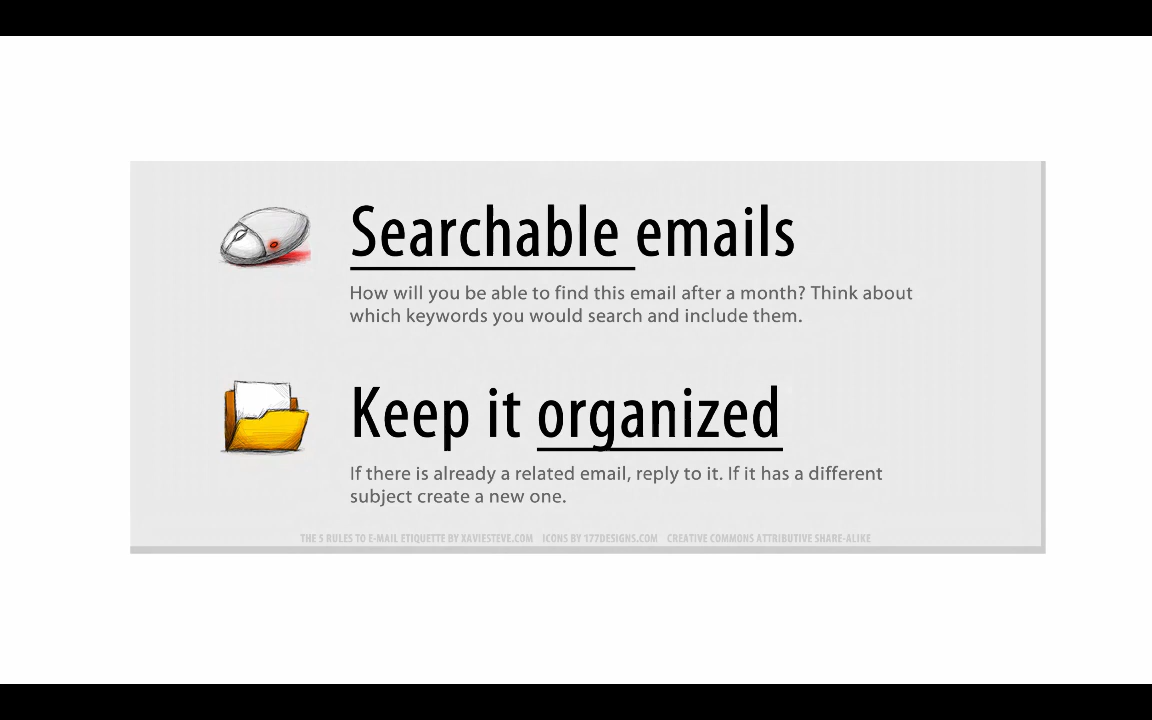 Searchable emails
How will you be able to find this email after a month? Think about
which keywords you would search and include them.
Keep it organized
If there is already a related email, reply to it. If it has a different
subject create a new one.
THE 5 RULES TO E-MAIL ETIQUETTE BY XAVIESTEVE.COM ICONS BY 177DESIGNS.COM CREATIVE COMMONS ATTRIBUTIVE SHARE-ALIKE